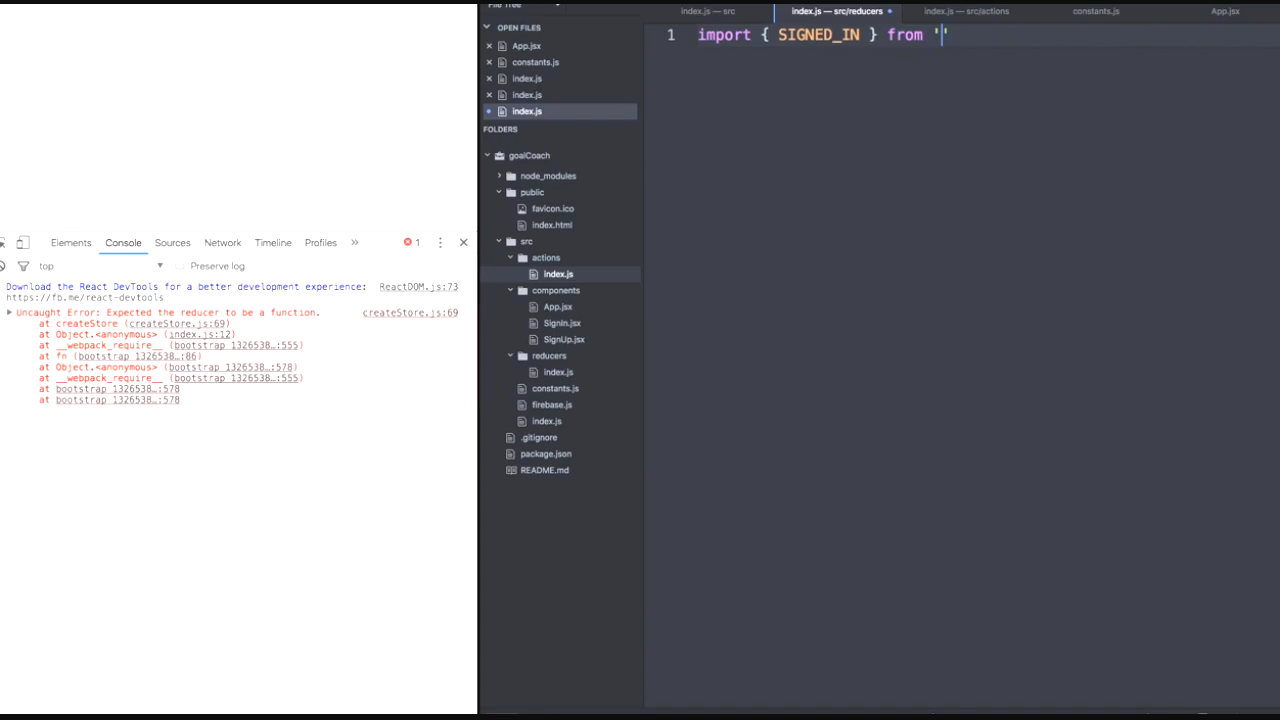 File Tree
index.js — src
index.js — src/reducers
index.js — src/actions
constants.js
App.jsx
OPEN FILES
App.jsx
constants.js
index.js
index.js
index.js
FOLDERS
goalCoach
node_modules
public
favicon.ico
index.html
src
actions
index.js
components
App.jsx
SignIn.jsx
SignUp.jsx
reducers
index.js
constants.js
firebase.js
index.js
.gitignore
package.json
README.md
1 import { SIGNED_IN } from ''
Elements Console Sources Network Timeline Profiles » 1
top Preserve log
Download the React DevTools for a better development experience: ReactDOM.js:73
https://fb.me/react-devtools
Uncaught Error: Expected the reducer to be a function. createStore.js:69
at createStore (createStore.js:69)
at Object.<anonymous> (index.js:12)
at __webpack_require__ (bootstrap 1326538…:555)
at fn (bootstrap 1326538…:86)
at Object.<anonymous> (bootstrap 1326538…:578)
at __webpack_require__ (bootstrap 1326538…:555)
at bootstrap 1326538…:578
at bootstrap 1326538…:578